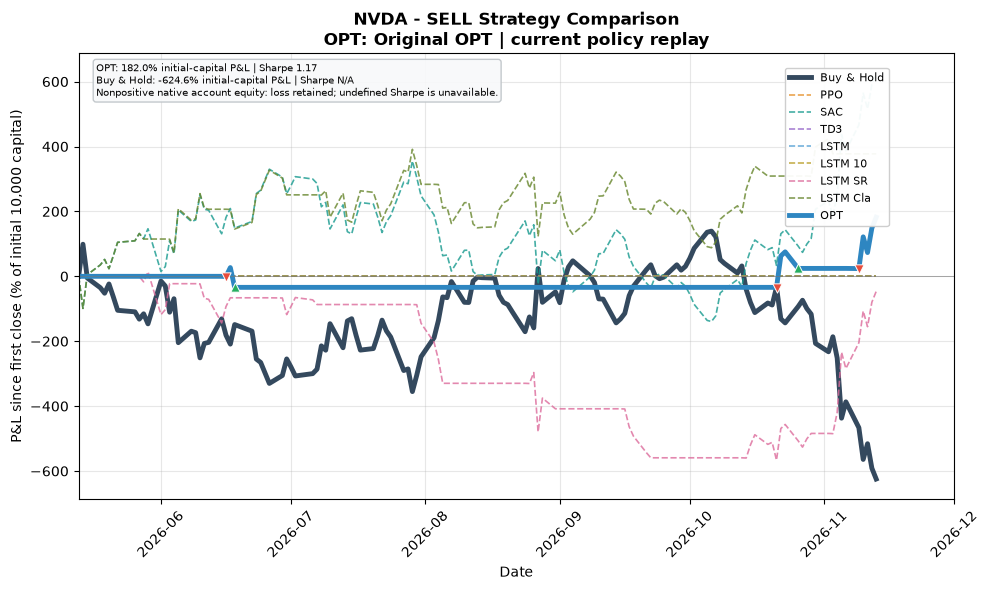 NVDA - SELL Strategy Comparison
OPT: Original OPT | current policy replay
OPT: 182.0% initial-capital P&L | Sharpe 1.17
Buy & Hold: -624.6% initial-capital P&L | Sharpe N/A
Nonpositive native account equity: loss retained; undefined Sharpe is unavailable.
Buy & Hold
PPO
SAC
TD3
LSTM
LSTM 10
LSTM SR
LSTM Cla
OPT
P&L since first close (% of initial 10,000 capital)
600
400
200
0
−200
−400
−600
2026-06
2026-07
2026-08
2026-09
2026-10
2026-11
2026-12
Date